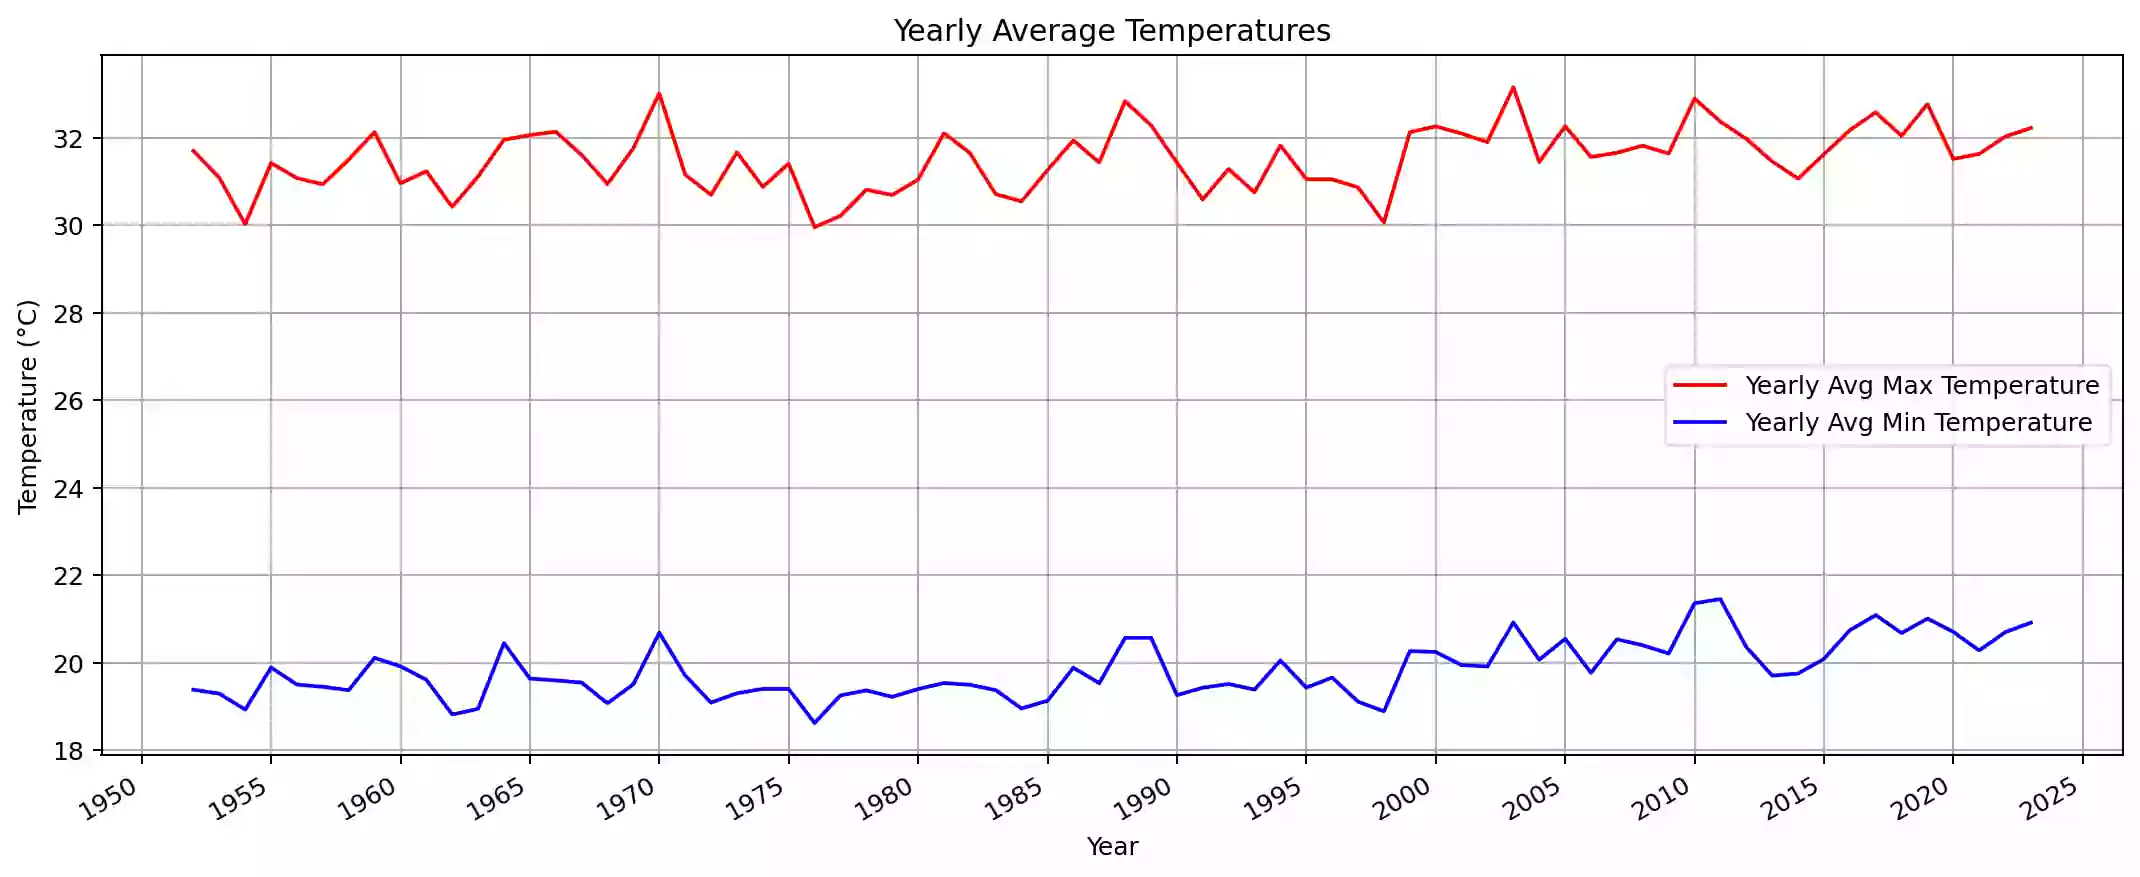 Yearly Average Temperatures
Temperature (°C)
32
30
28
26
24
22
20
18
Yearly Avg Max Temperature
Yearly Avg Min Temperature
1950 1955 1960 1965 1970 1975 1980 1985 1990 1995 2000 2005 2010 2015 2020 2025
Year